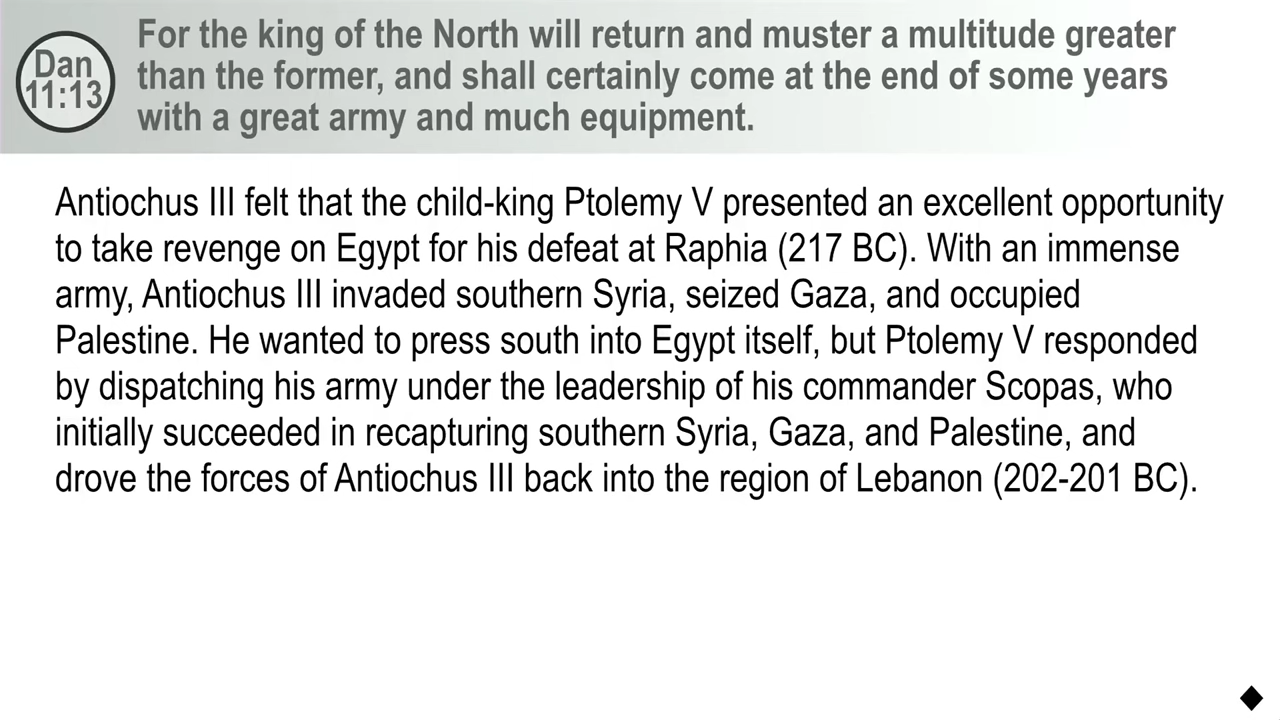 Dan
11:13
For the king of the North will return and muster a multitude greater
than the former, and shall certainly come at the end of some years
with a great army and much equipment.
Antiochus III felt that the child-king Ptolemy V presented an excellent opportunity
to take revenge on Egypt for his defeat at Raphia (217 BC). With an immense
army, Antiochus III invaded southern Syria, seized Gaza, and occupied
Palestine. He wanted to press south into Egypt itself, but Ptolemy V responded
by dispatching his army under the leadership of his commander Scopas, who
initially succeeded in recapturing southern Syria, Gaza, and Palestine, and
drove the forces of Antiochus III back into the region of Lebanon (202-201 BC).